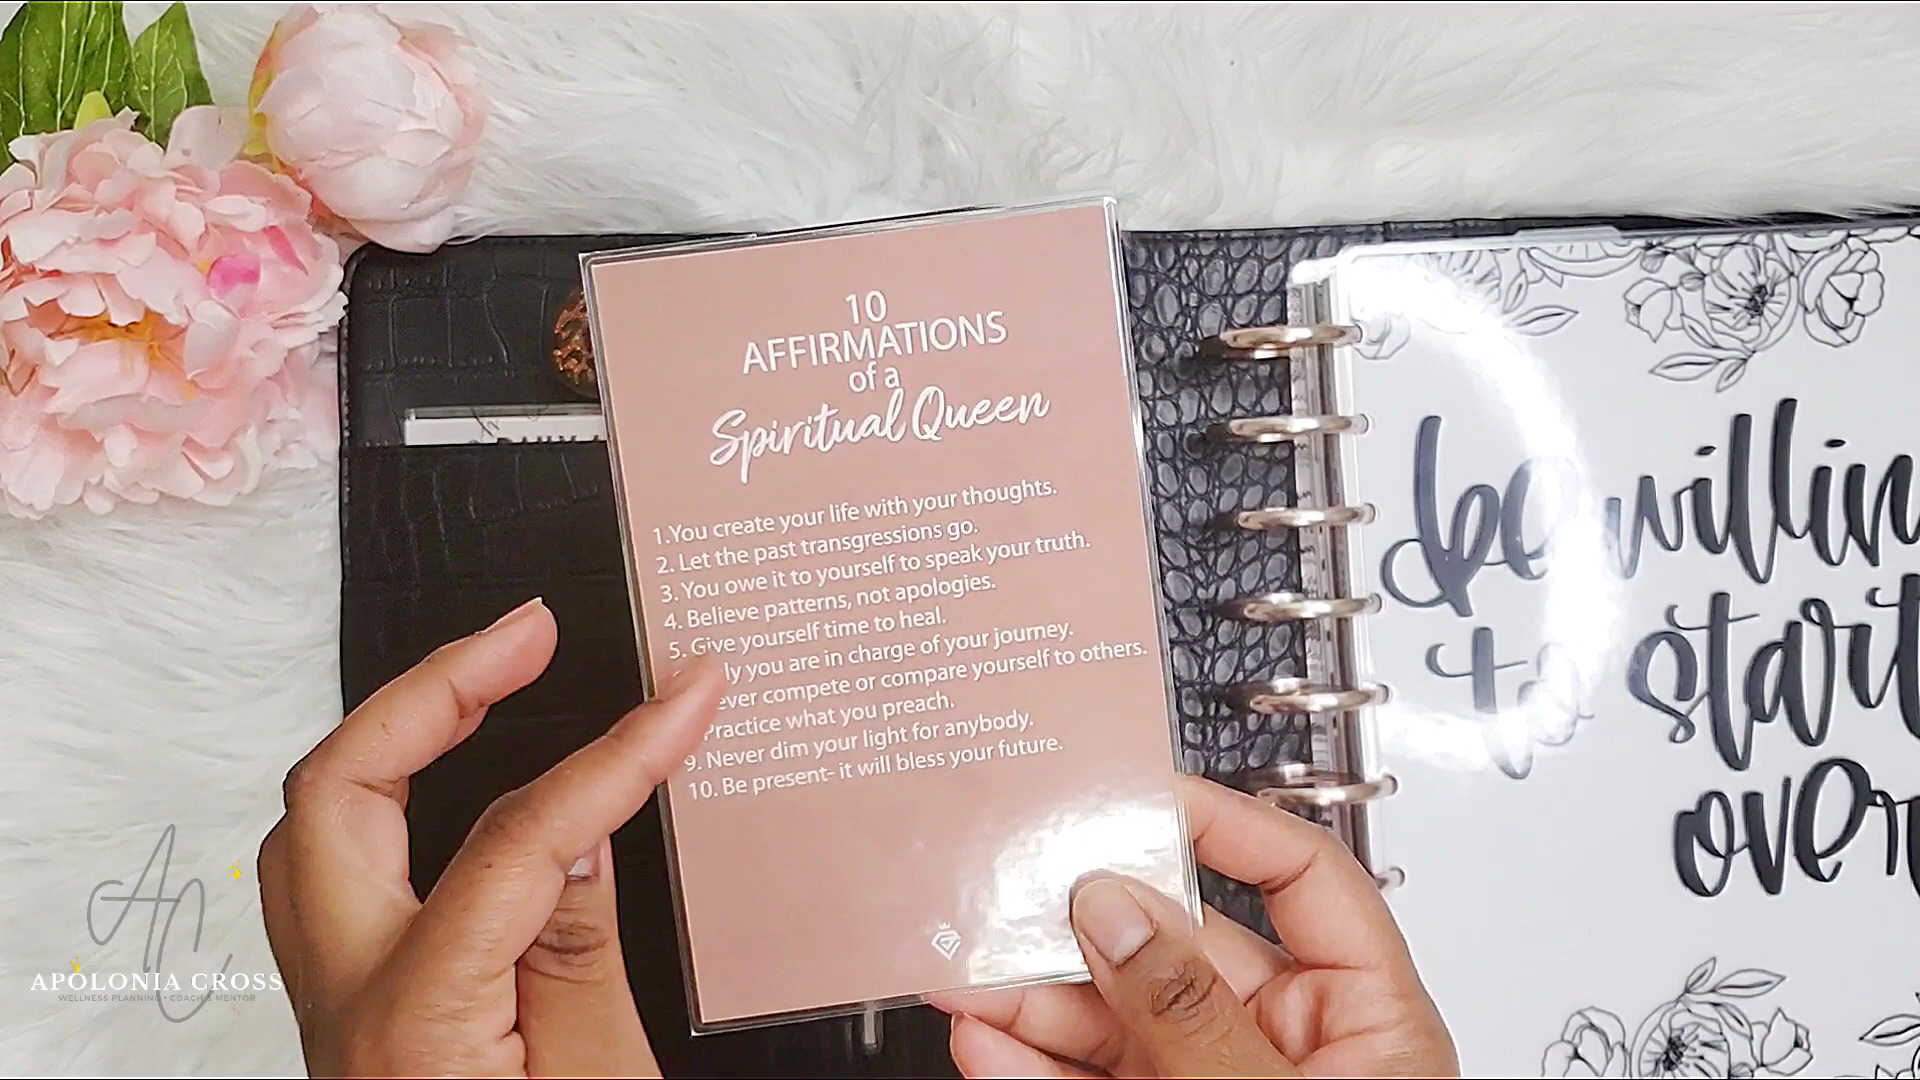 10
AFFIRMATIONS
of a
Spiritual Queen
1.You create your life with your thoughts.
2. Let the past transgressions go.
3. You owe it to yourself to speak your truth.
4. Believe patterns, not apologies.
5. Give yourself time to heal.
you are in charge of your journey.
compete or compare yourself to others.
Practice what you preach.
9. Never dim your light for anybody.
10. Be present- it will bless your future.
be willin
to start
over
AC
APOLONIA CROSS
WELLNESS PLANNING • COACH & MENTOR